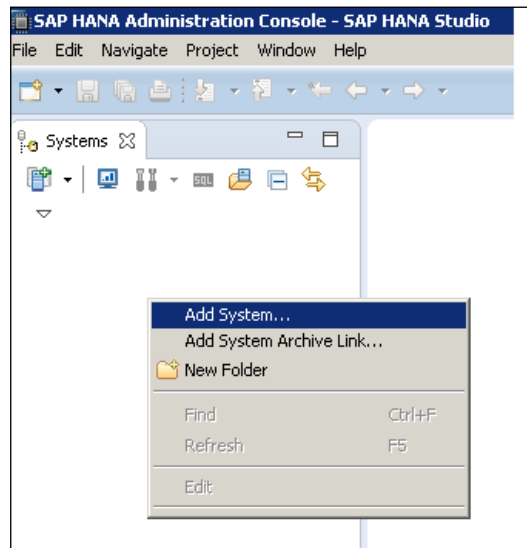 SAP HANA Administration Console - SAP HANA Studio
File Edit Navigate Project Window Help
Systems
SQL
Add System...
Add System Archive Link...
New Folder
Find Ctrl+F
Refresh F5
Edit